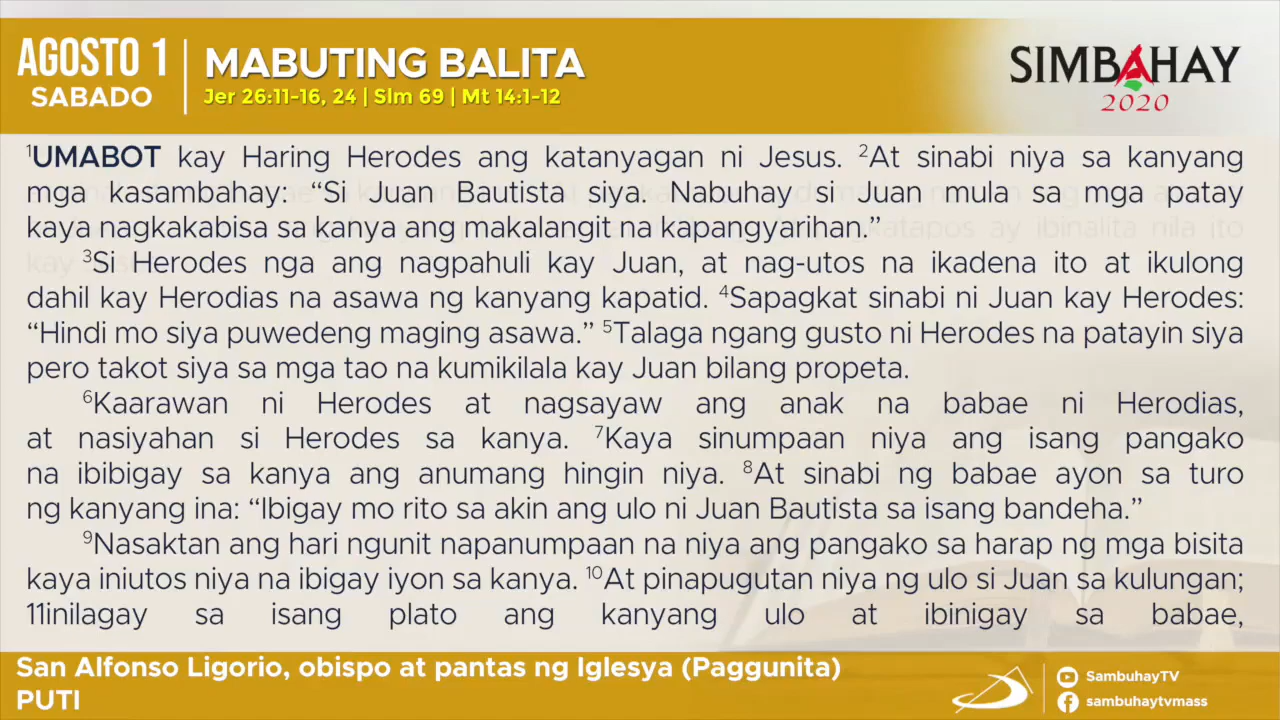 AGOSTO 1
SABADO
MABUTING BALITA
Jer 26:11-16, 24 | Slm 69 | Mt 14:1-12
SIMBAHAY
2020
¹UMABOT kay Haring Herodes ang katanyagan ni Jesus. ²At sinabi niya sa kanyang
mga kasambahay: “Si Juan Bautista siya. Nabuhay si Juan mula sa mga patay
kaya nagkakabisa sa kanya ang makalangit na kapangyarihan.”
³Si Herodes nga ang nagpahuli kay Juan, at nag-utos na ikadena ito at ikulong
dahil kay Herodias na asawa ng kanyang kapatid. ⁴Sapagkat sinabi ni Juan kay Herodes:
“Hindi mo siya puwedeng maging asawa.” ⁵Talaga ngang gusto ni Herodes na patayin siya
pero takot siya sa mga tao na kumikilala kay Juan bilang propeta.
⁶Kaarawan ni Herodes at nagsayaw ang anak na babae ni Herodias,
at nasiyahan si Herodes sa kanya. ⁷Kaya sinumpaan niya ang isang pangako
na ibibigay sa kanya ang anumang hingin niya. ⁸At sinabi ng babae ayon sa turo
ng kanyang ina: “Ibigay mo rito sa akin ang ulo ni Juan Bautista sa isang bandeha.”
⁹Nasaktan ang hari ngunit napanumpaan na niya ang pangako sa harap ng mga bisita
kaya iniutos niya na ibigay iyon sa kanya. ¹⁰At pinapugutan niya ng ulo si Juan sa kulungan;
11inilagay sa isang plato ang kanyang ulo at ibinigay sa babae,
San Alfonso Ligorio, obispo at pantas ng Iglesya (Paggunita)
PUTI
SambuhayTV
sambuhaytvmass